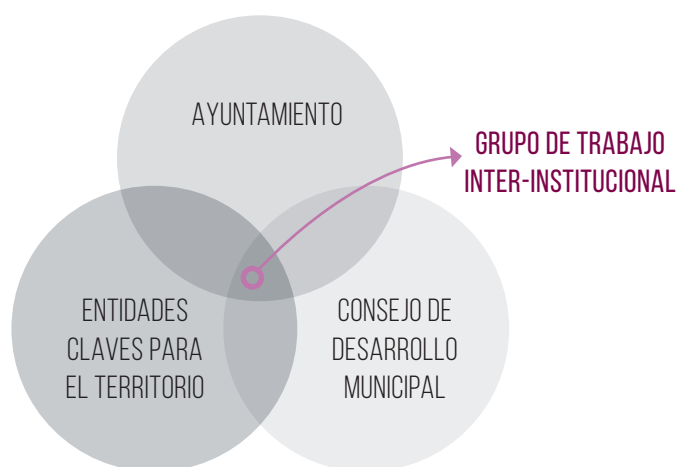 AYUNTAMIENTO
GRUPO DE TRABAJO
INTER-INSTITUCIONAL
ENTIDADES
CLAVES PARA
EL TERRITORIO
CONSEJO DE
DESARROLLO
MUNICIPAL